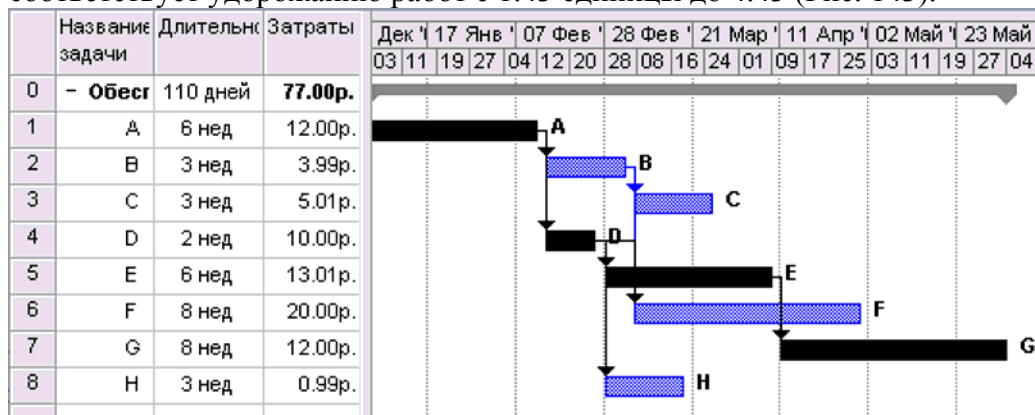 соответствует удорожанию работ с 1.43 единицы до 4.43 (Рис. 143).
Название задачи Длительно Затраты
Дек ' 17 Янв ' 07 Фев ' 28 Фев ' 21 Мар ' 11 Апр ' 02 Май ' 23 Май
03 11 19 27 04 12 20 28 08 16 24 01 09 17 25 03 11 19 27 04
0 − Обесг 110 дней 77.00р.
1 A 6 нед 12.00р. A
2 B 3 нед 3.99р. B
3 C 3 нед 5.01р. C
4 D 2 нед 10.00р. D
5 E 6 нед 13.01р. E
6 F 8 нед 20.00р. F
7 G 8 нед 12.00р. G
8 H 3 нед 0.99р. H